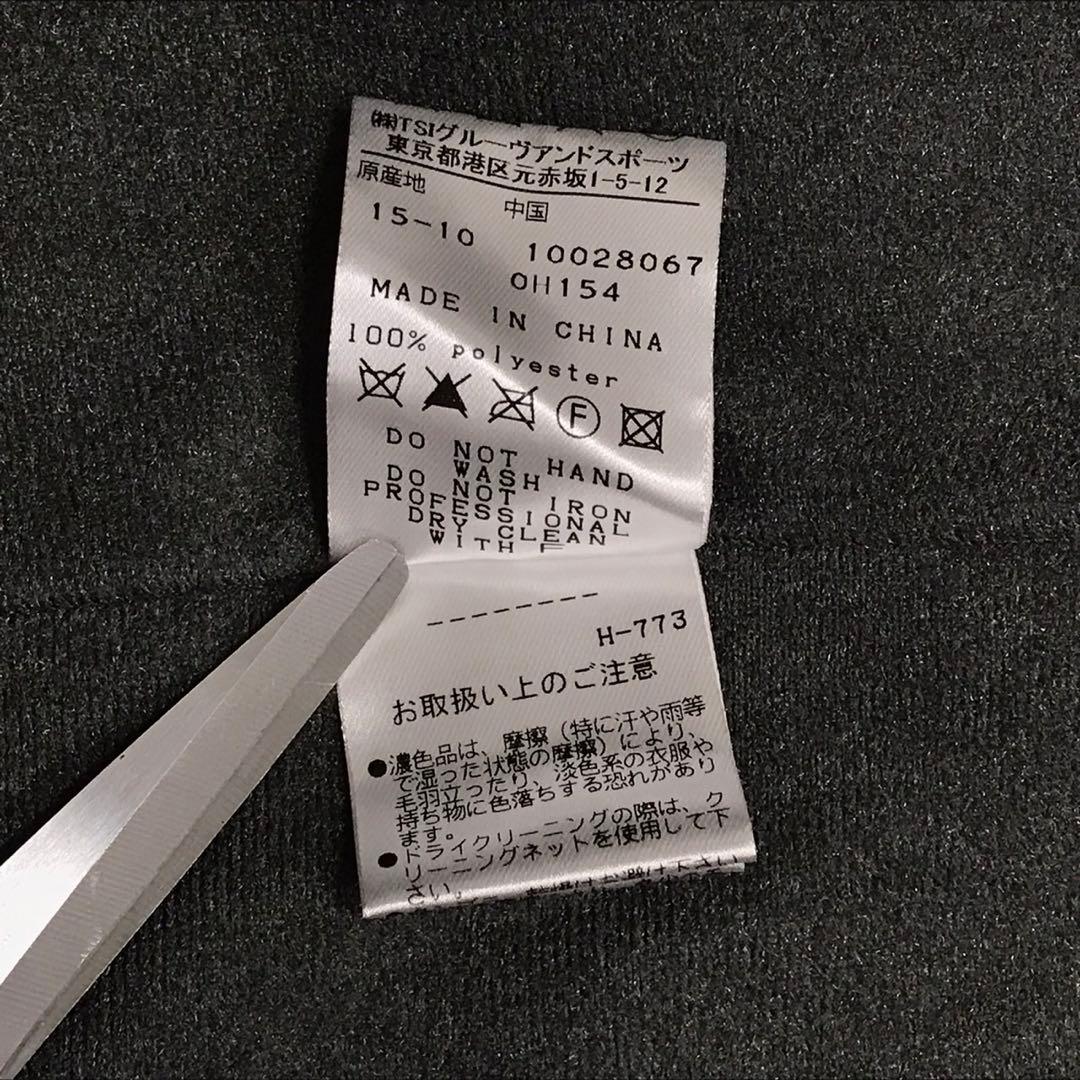 ㈱TSIグルーヴアンドスポーツ
東京都港区元赤坂1-5-12
原産地
中国
15-10 10028067
OH154
MADE IN CHINA
100% polyester
F
DO NOT HAND
WASH
DO NOT IRON
PROFESSIONAL
DRY CLEAN
WITH F
--------
H-773
お取扱い上のご注意
●濃色品は、摩擦(特に汗や雨等
で湿った状態の摩擦)により、
毛羽立ったり、淡色系の衣服や
持ち物に色落ちする恐れがあり
ます。
●ドライクリーニングの際は、ク
リーニングネットを使用して下
さい。